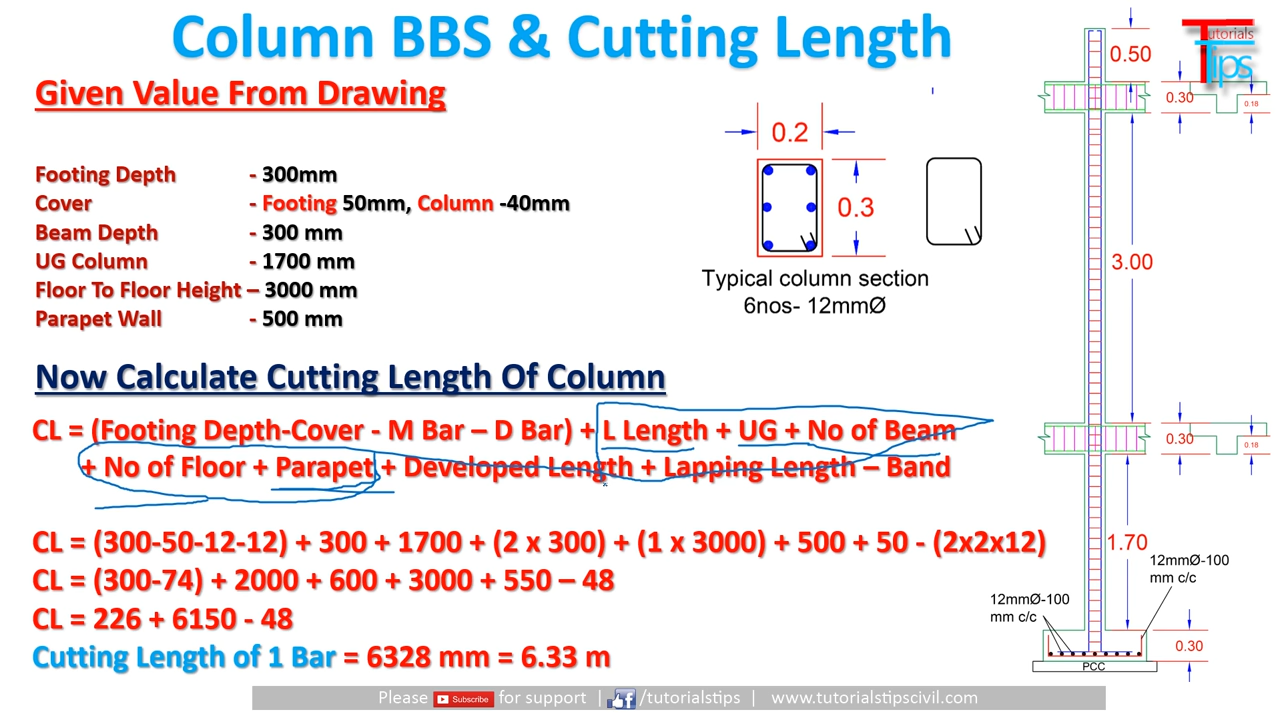 Column BBS & Cutting Length
Tutorials
Tips
Given Value From Drawing
Footing Depth - 300mm
Cover - Footing 50mm, Column -40mm
Beam Depth - 300 mm
UG Column - 1700 mm
Floor To Floor Height – 3000 mm
Parapet Wall - 500 mm
0.2
0.3
Typical column section
6nos- 12mmØ
0.50
0.30
0.18
3.00
0.30
0.18
1.70
12mmØ-100
mm c/c
12mmØ-100
mm c/c
0.30
PCC
Now Calculate Cutting Length Of Column
CL = (Footing Depth-Cover - M Bar – D Bar) + L Length + UG + No of Beam
+ No of Floor + Parapet + Developed Length + Lapping Length – Band
CL = (300-50-12-12) + 300 + 1700 + (2 x 300) + (1 x 3000) + 500 + 50 - (2x2x12)
CL = (300-74) + 2000 + 600 + 3000 + 550 – 48
CL = 226 + 6150 - 48
Cutting Length of 1 Bar = 6328 mm = 6.33 m
Please Subscribe for support | f /tutorialstips | www.tutorialstipscivil.com